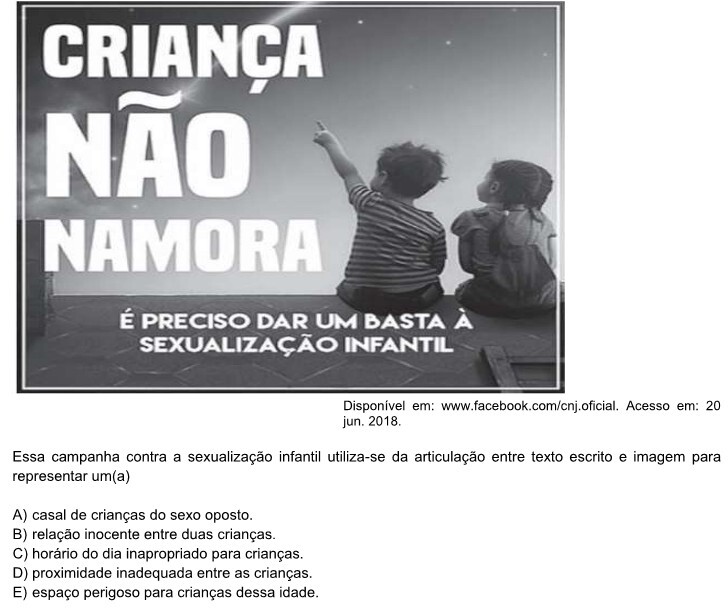 CRIANÇA
NÃO
NAMORA
É PRECISO DAR UM BASTA À
SEXUALIZAÇÃO INFANTIL
Disponível em: www.facebook.com/cnj.oficial. Acesso em: 20
jun. 2018.
Essa campanha contra a sexualização infantil utiliza-se da articulação entre texto escrito e imagem para
representar um(a)
A) casal de crianças do sexo oposto.
B) relação inocente entre duas crianças.
C) horário do dia inapropriado para crianças.
D) proximidade inadequada entre as crianças.
E) espaço perigoso para crianças dessa idade.